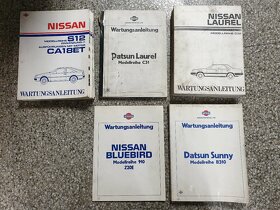 NISSAN
S12
CA18ET
WARTUNGSANLEITUNG
Wartungsanleitung
Datsun Laurel
Modellreihe C31
NISSAN
LAUREL
WARTUNGSANLEITUNG
Wartungsanleitung
NISSAN
BLUEBIRD
Modellreihe 910
Wartungsanleitung
Datsun Sunny
Modellreihe B310